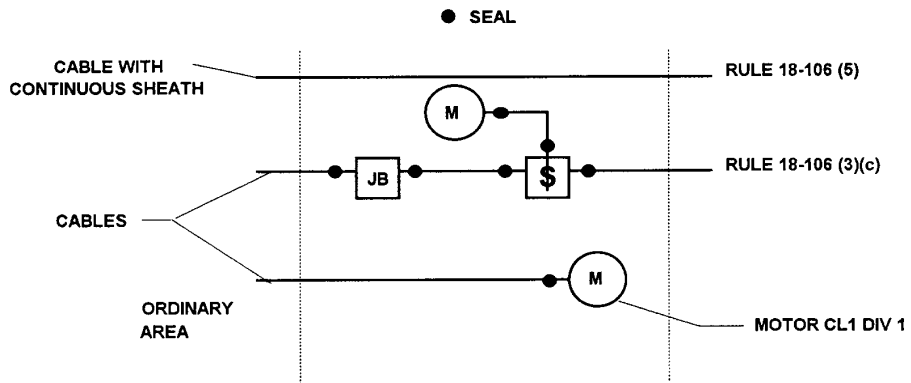 SEAL
CABLE WITH
CONTINUOUS SHEATH
RULE 18-106 (5)
M
JB
$
RULE 18-106 (3)(c)
CABLES
M
ORDINARY
AREA
MOTOR CL1 DIV 1